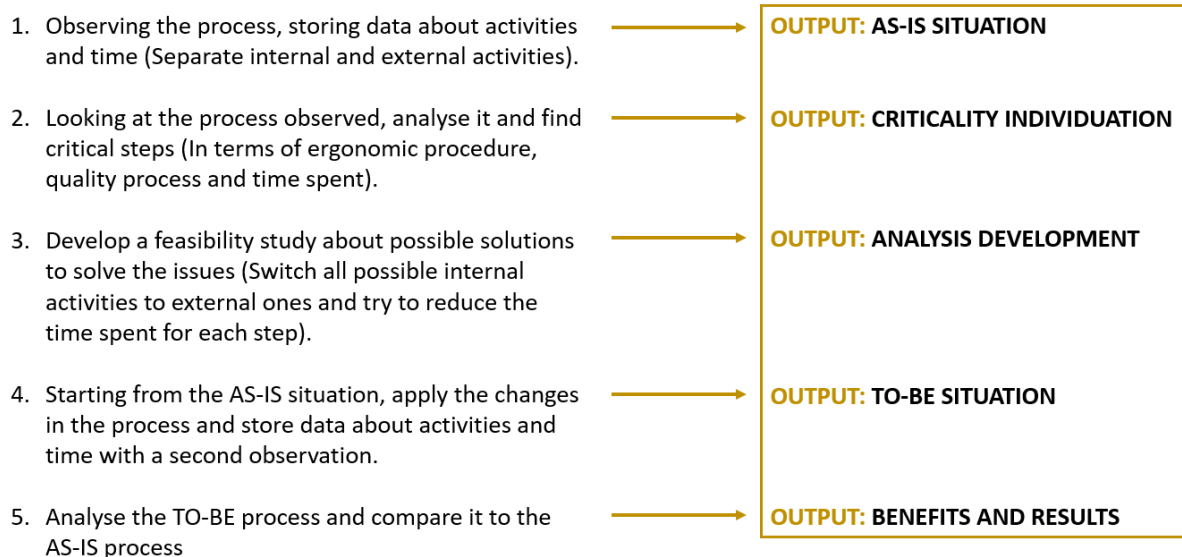 1. Observing the process, storing data about activities
and time (Separate internal and external activities).
OUTPUT: AS-IS SITUATION
2. Looking at the process observed, analyse it and find
critical steps (In terms of ergonomic procedure,
quality process and time spent).
OUTPUT: CRITICALITY INDIVIDUATION
3. Develop a feasibility study about possible solutions
to solve the issues (Switch all possible internal
activities to external ones and try to reduce the
time spent for each step).
OUTPUT: ANALYSIS DEVELOPMENT
4. Starting from the AS-IS situation, apply the changes
in the process and store data about activities and
time with a second observation.
OUTPUT: TO-BE SITUATION
5. Analyse the TO-BE process and compare it to the
AS-IS process
OUTPUT: BENEFITS AND RESULTS